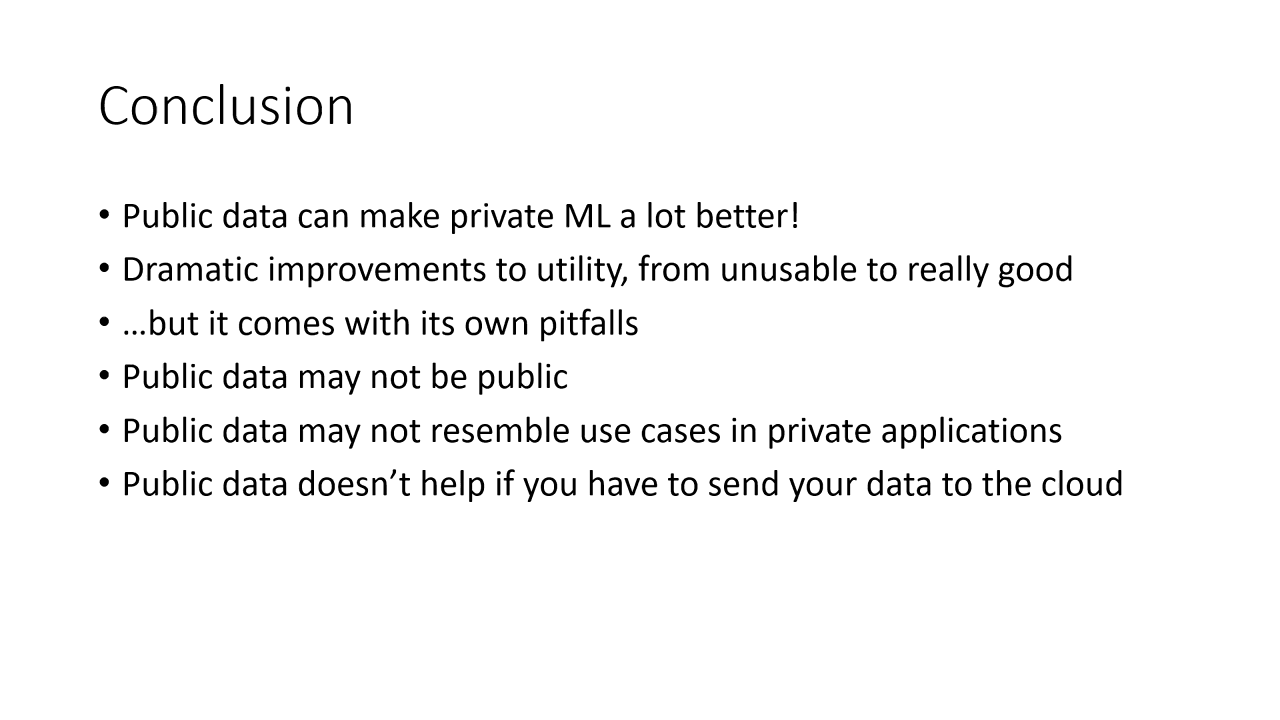 Conclusion
• Public data can make private ML a lot better!
• Dramatic improvements to utility, from unusable to really good
• …but it comes with its own pitfalls
• Public data may not be public
• Public data may not resemble use cases in private applications
• Public data doesn’t help if you have to send your data to the cloud